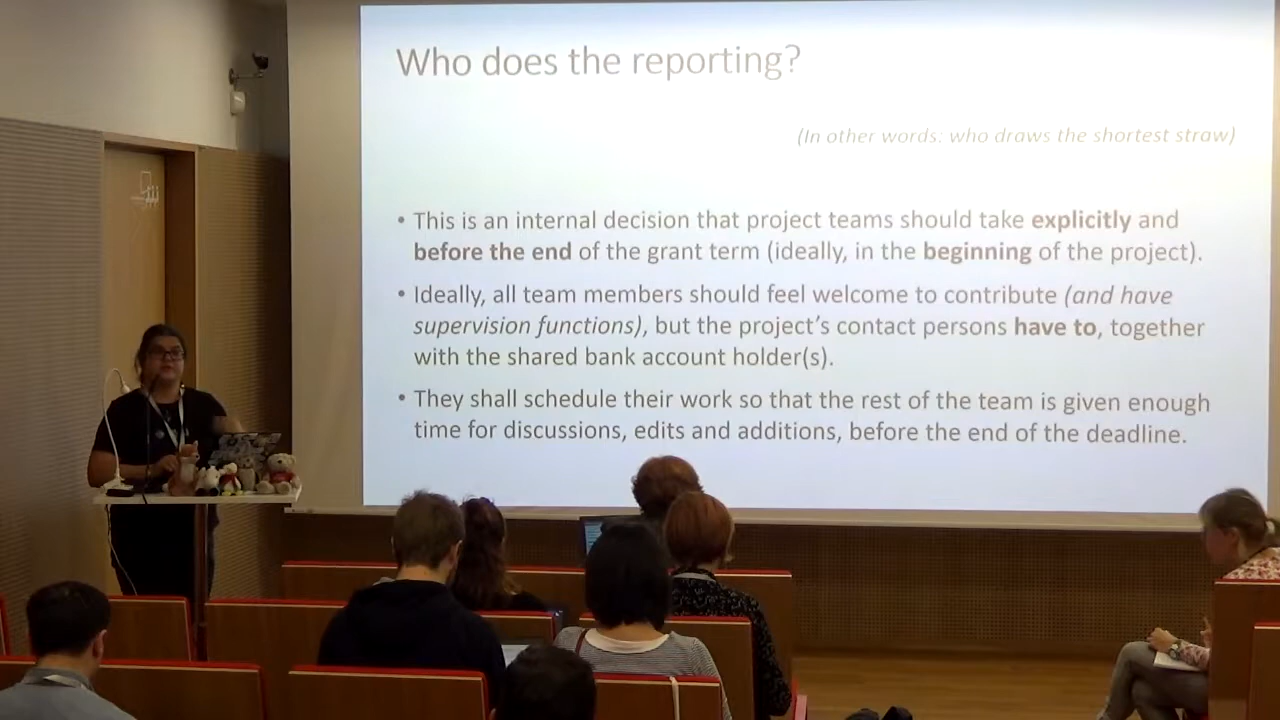 Who does the reporting?
(In other words: who draws the shortest straw)
• This is an internal decision that project teams should take explicitly and
before the end of the grant term (ideally, in the beginning of the project).
• Ideally, all team members should feel welcome to contribute (and have
supervision functions), but the project's contact persons have to, together
with the shared bank account holder(s).
• They shall schedule their work so that the rest of the team is given enough
time for discussions, edits and additions, before the end of the deadline.